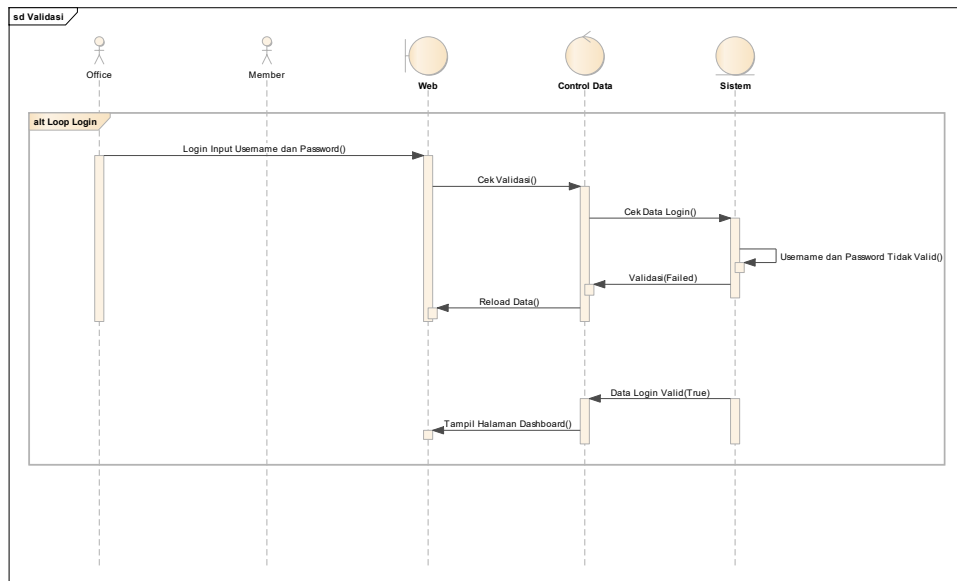 sd Validasi
Office
Member
Web
Control Data
Sistem
alt Loop Login
Login Input Username dan Password()
Cek Validasi()
Cek Data Login()
Username dan Password Tidak Valid()
Validasi(Failed)
Reload Data()
Data Login Valid(True)
Tampil Halaman Dashboard()